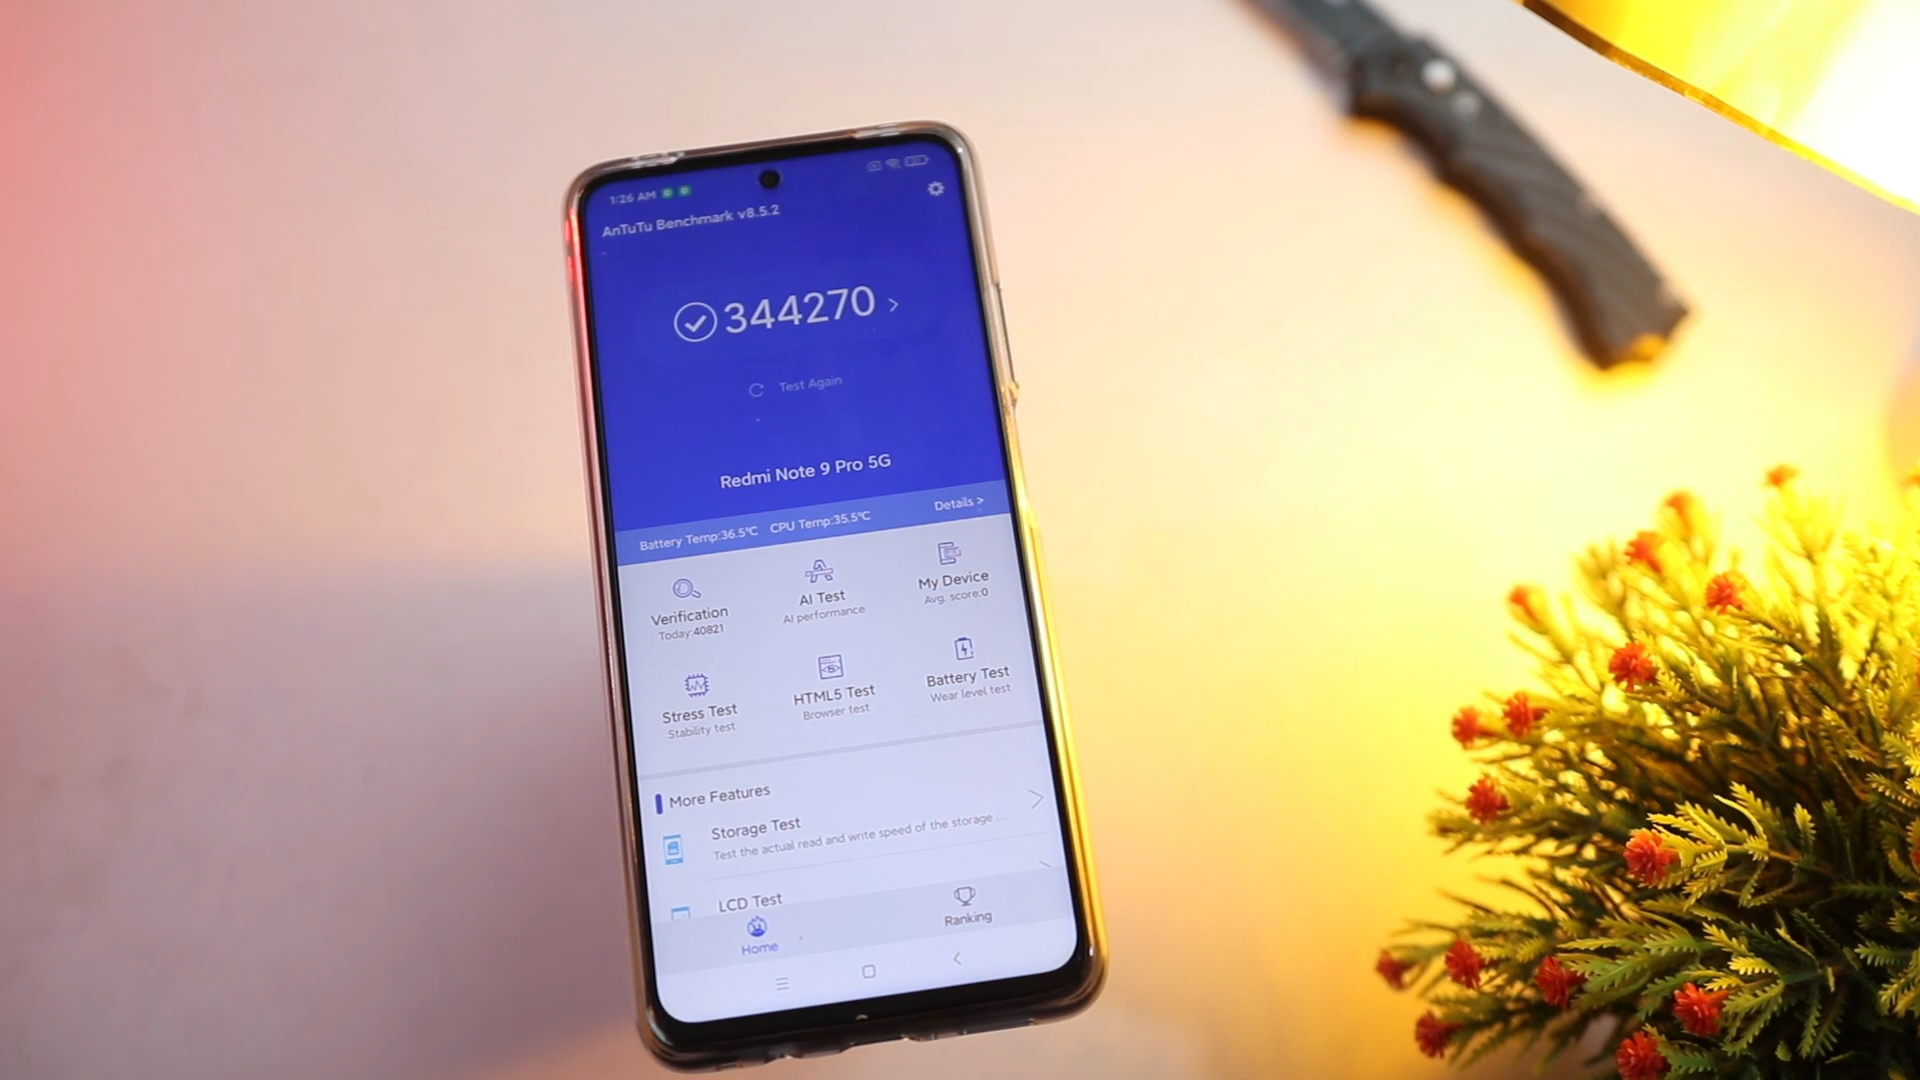 1:26 AM
AnTuTu Benchmark v8.5.2
344270
Test Again
Redmi Note 9 Pro 5G
Battery Temp:36.5℃ CPU Temp:35.5℃ Details >
Verification
Today:40821
AI Test
AI performance
My Device
Avg. score:0
Stress Test
Stability test
HTML5 Test
Browser test
Battery Test
Wear level test
More Features
Storage Test
Test the actual read and write speed of the storage ...
LCD Test
Home
Ranking